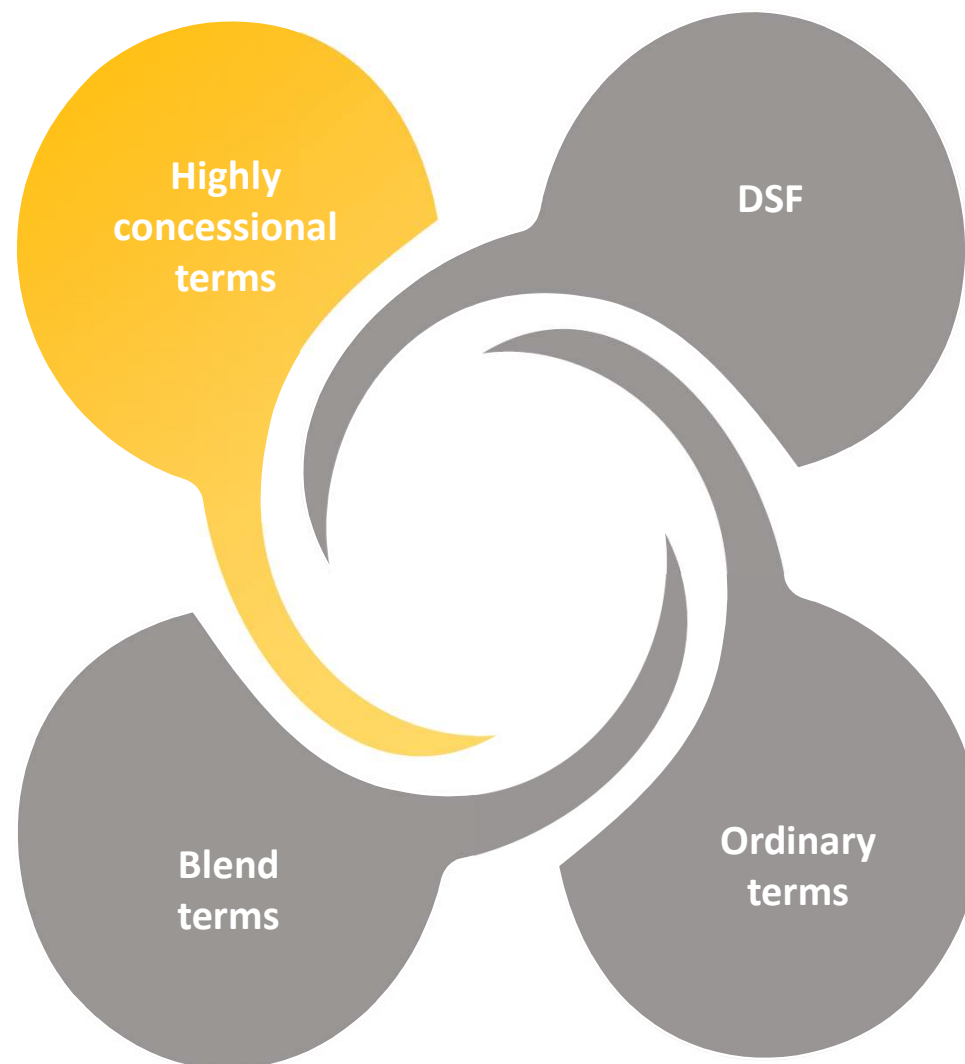 Highly
concessional
terms
DSF
Blend
terms
Ordinary
terms